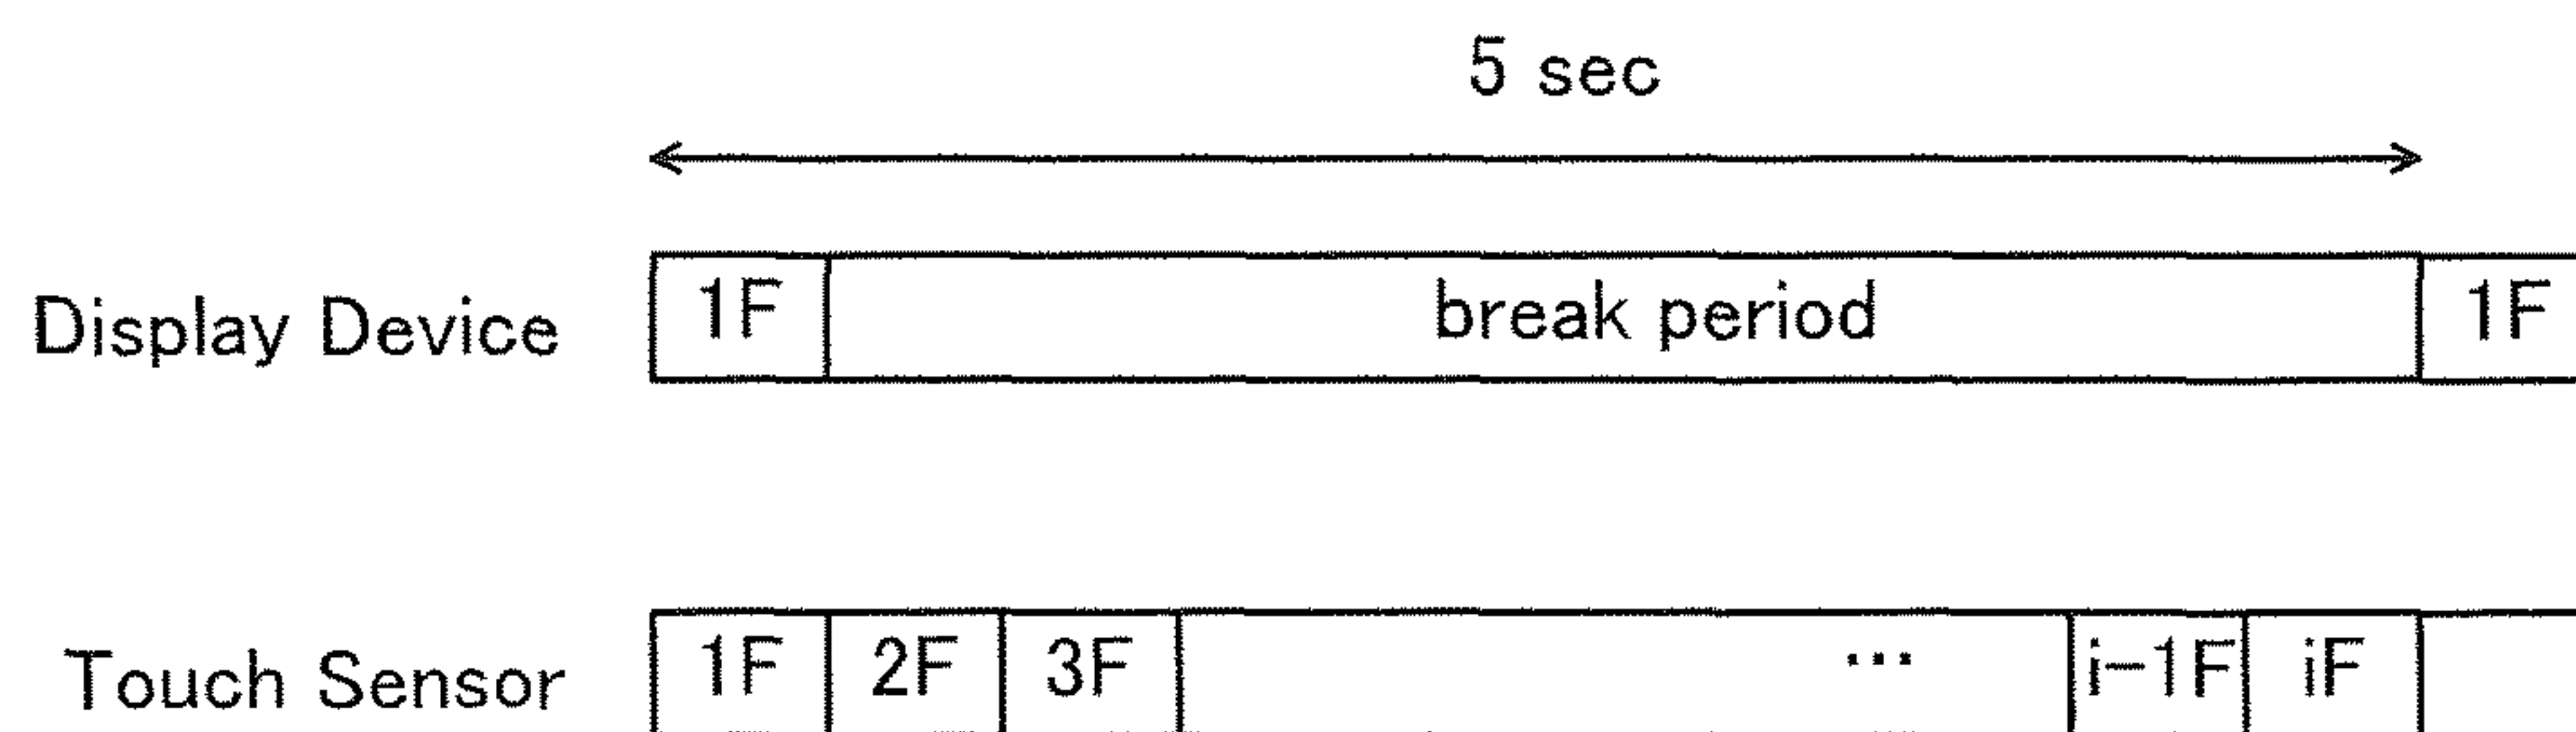 5 sec
Display Device 1F break period 1F
Touch Sensor 1F 2F 3F ... i-1F iF